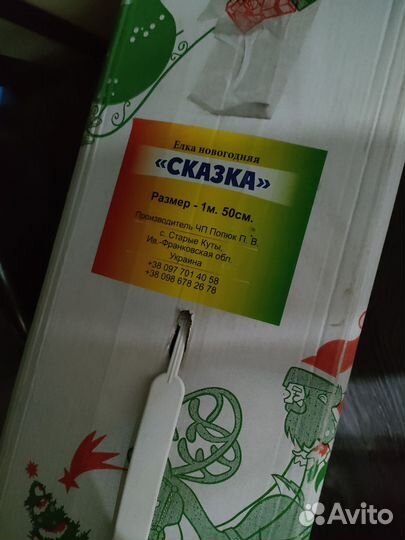 Елка новогодняя
«СКАЗКА»
Размер - 1м. 50см.
Производитель ЧП Попюк П. В.
с. Старые Куты,
Ив.-Франковская обл.
Украина
+38 097 701 40 58
+38 098 678 26 78
Avito